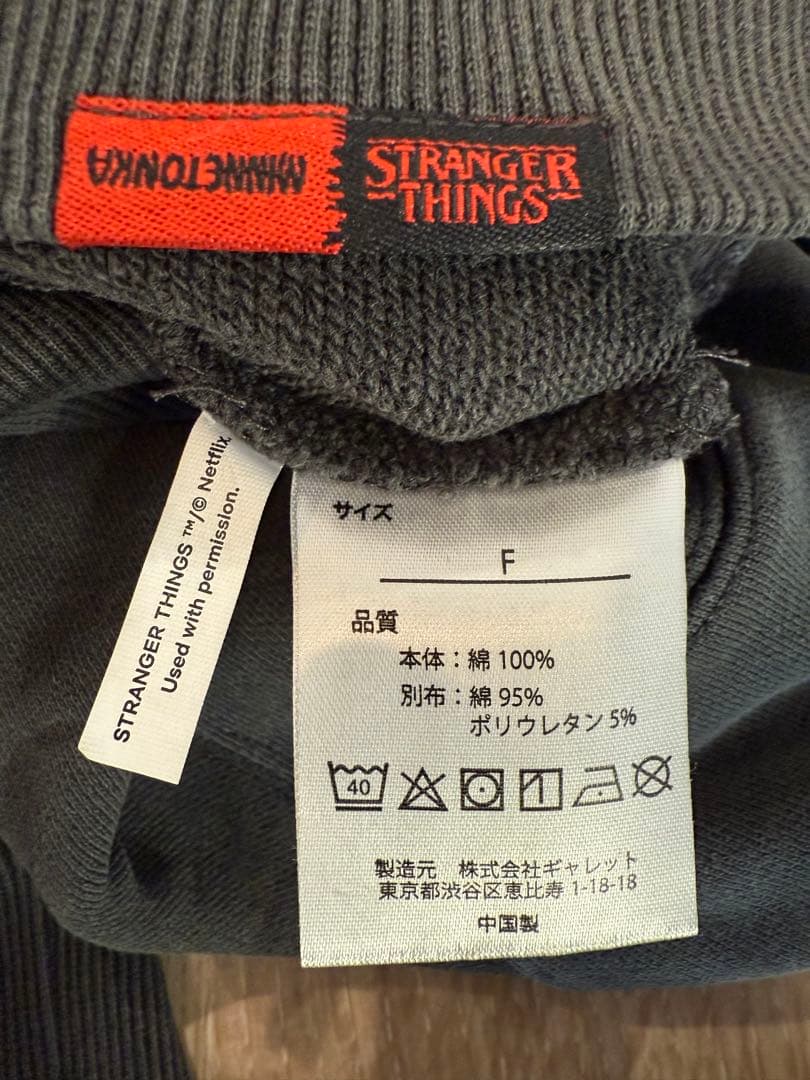 MINNETONKA
STRANGER
THINGS
STRANGER THINGS ™/© Netflix
Used with permission.
サイズ
F
品質
本体：綿 100%
別布：綿 95%
ポリウレタン 5%
40
製造元　株式会社ギャレット
東京都渋谷区恵比寿 1-18-18
中国製